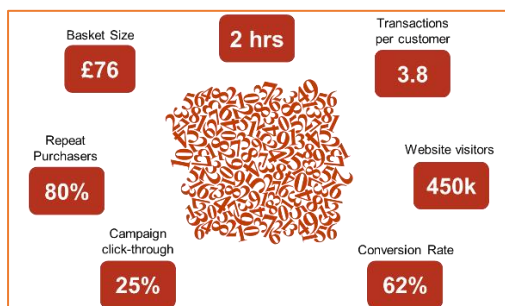 Basket Size
£76
2 hrs
Transactions
per customer
3.8
Repeat
Purchasers
80%
Website visitors
450k
Campaign
click-through
25%
Conversion Rate
62%